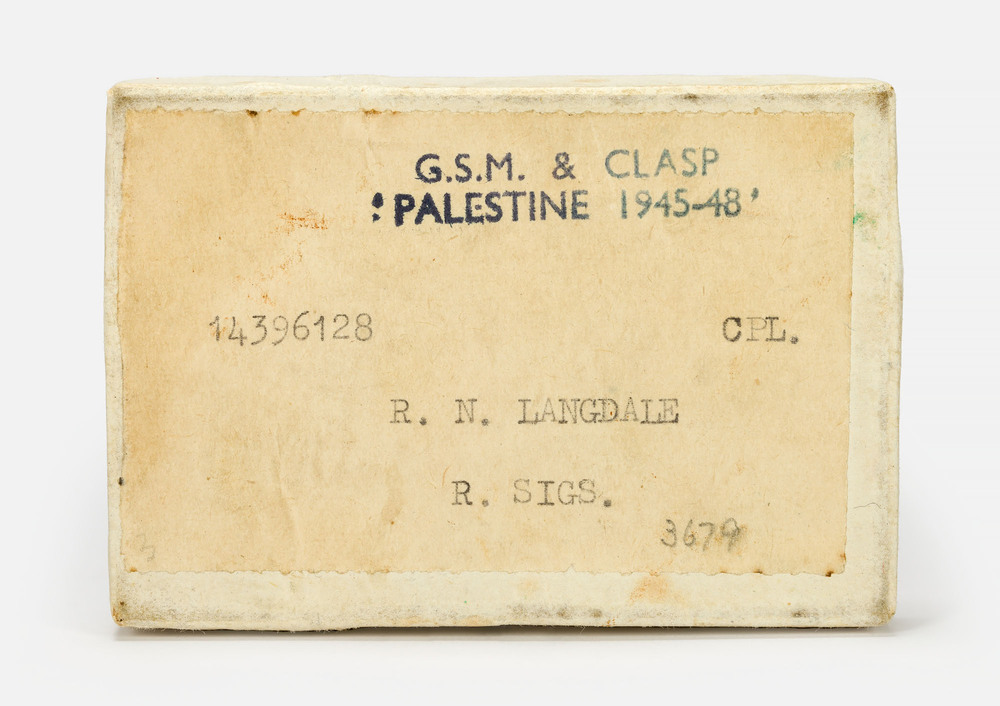 G.S.M. & CLASP
'PALESTINE 1945-48'
14396128 CPL.
R. N. LANGDALE
R. SIGS.
3679